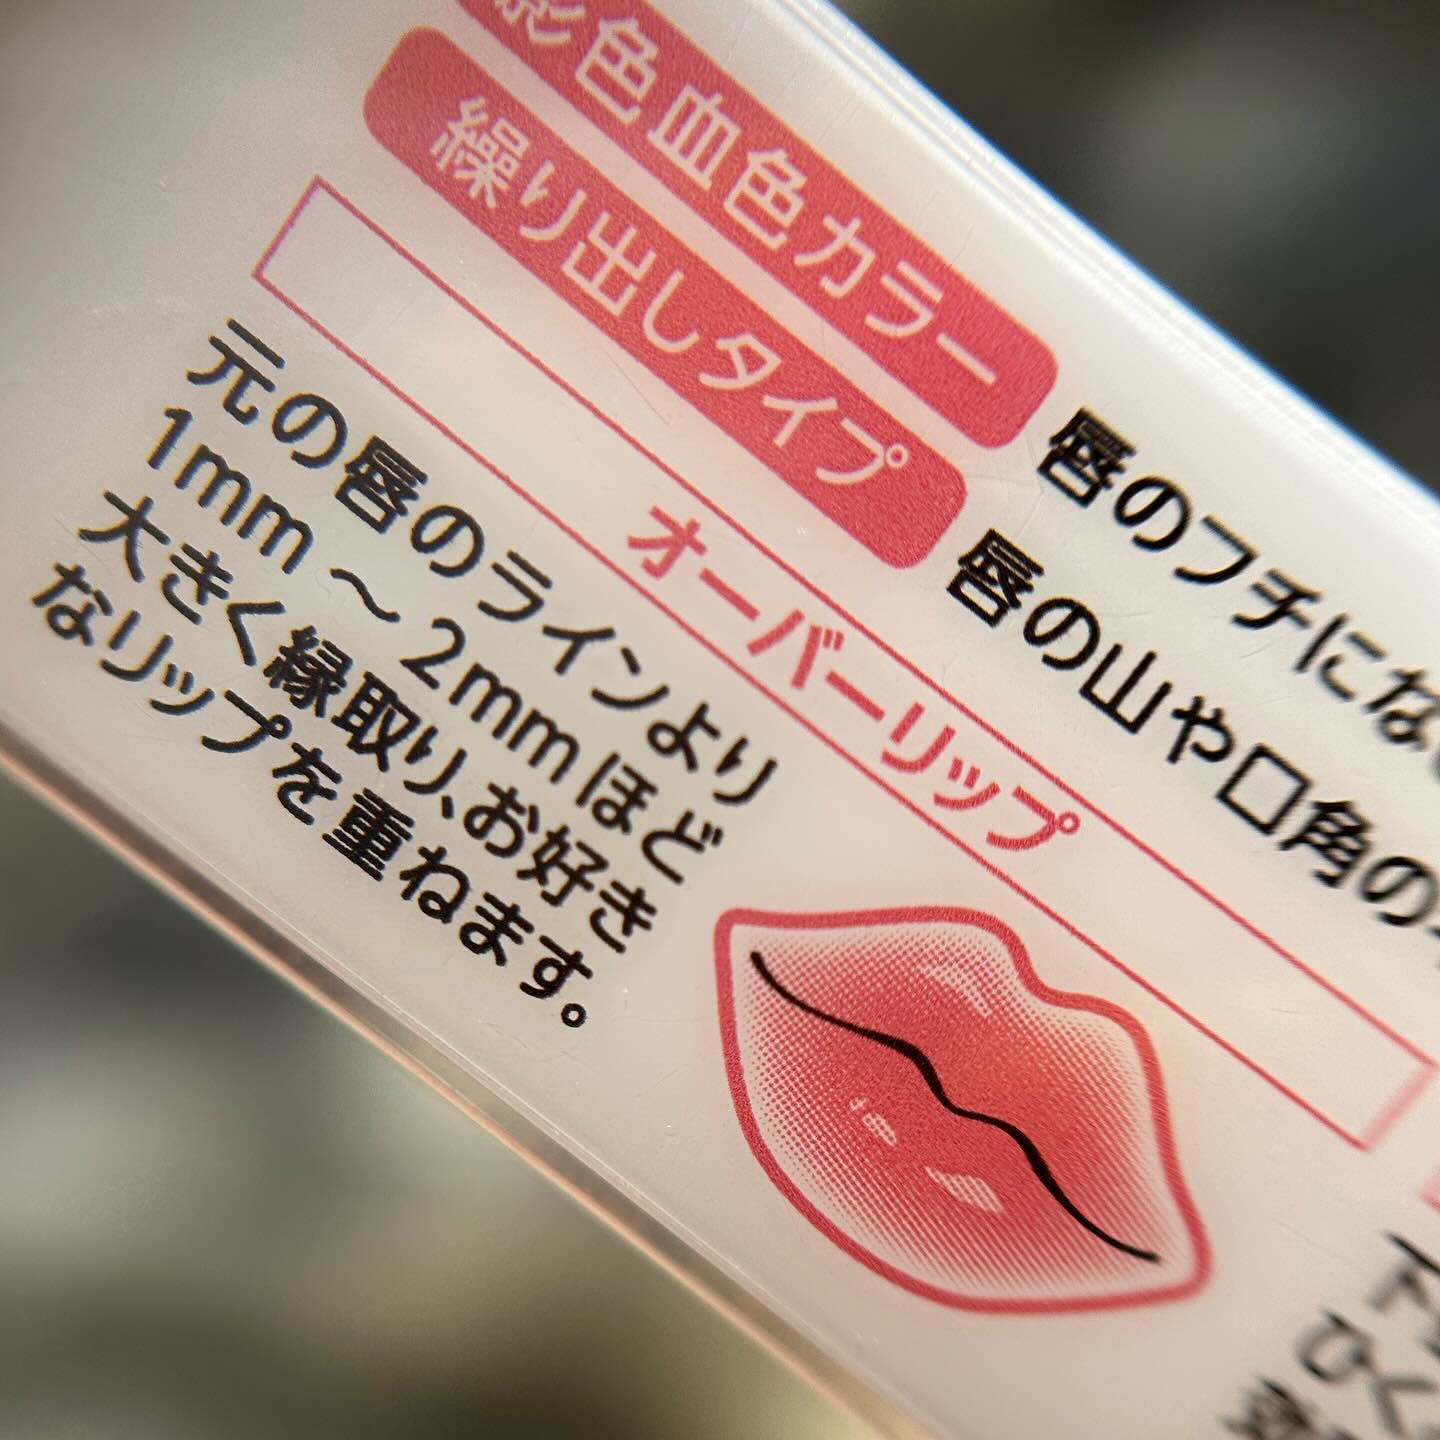 影色血色カラー
唇のフチにな
繰り出しタイプ
唇の山や口角の
オーバーリップ
元の唇のラインより
1mm～2mmほど
大きく縁取り、お好き
なリップを重ねます。